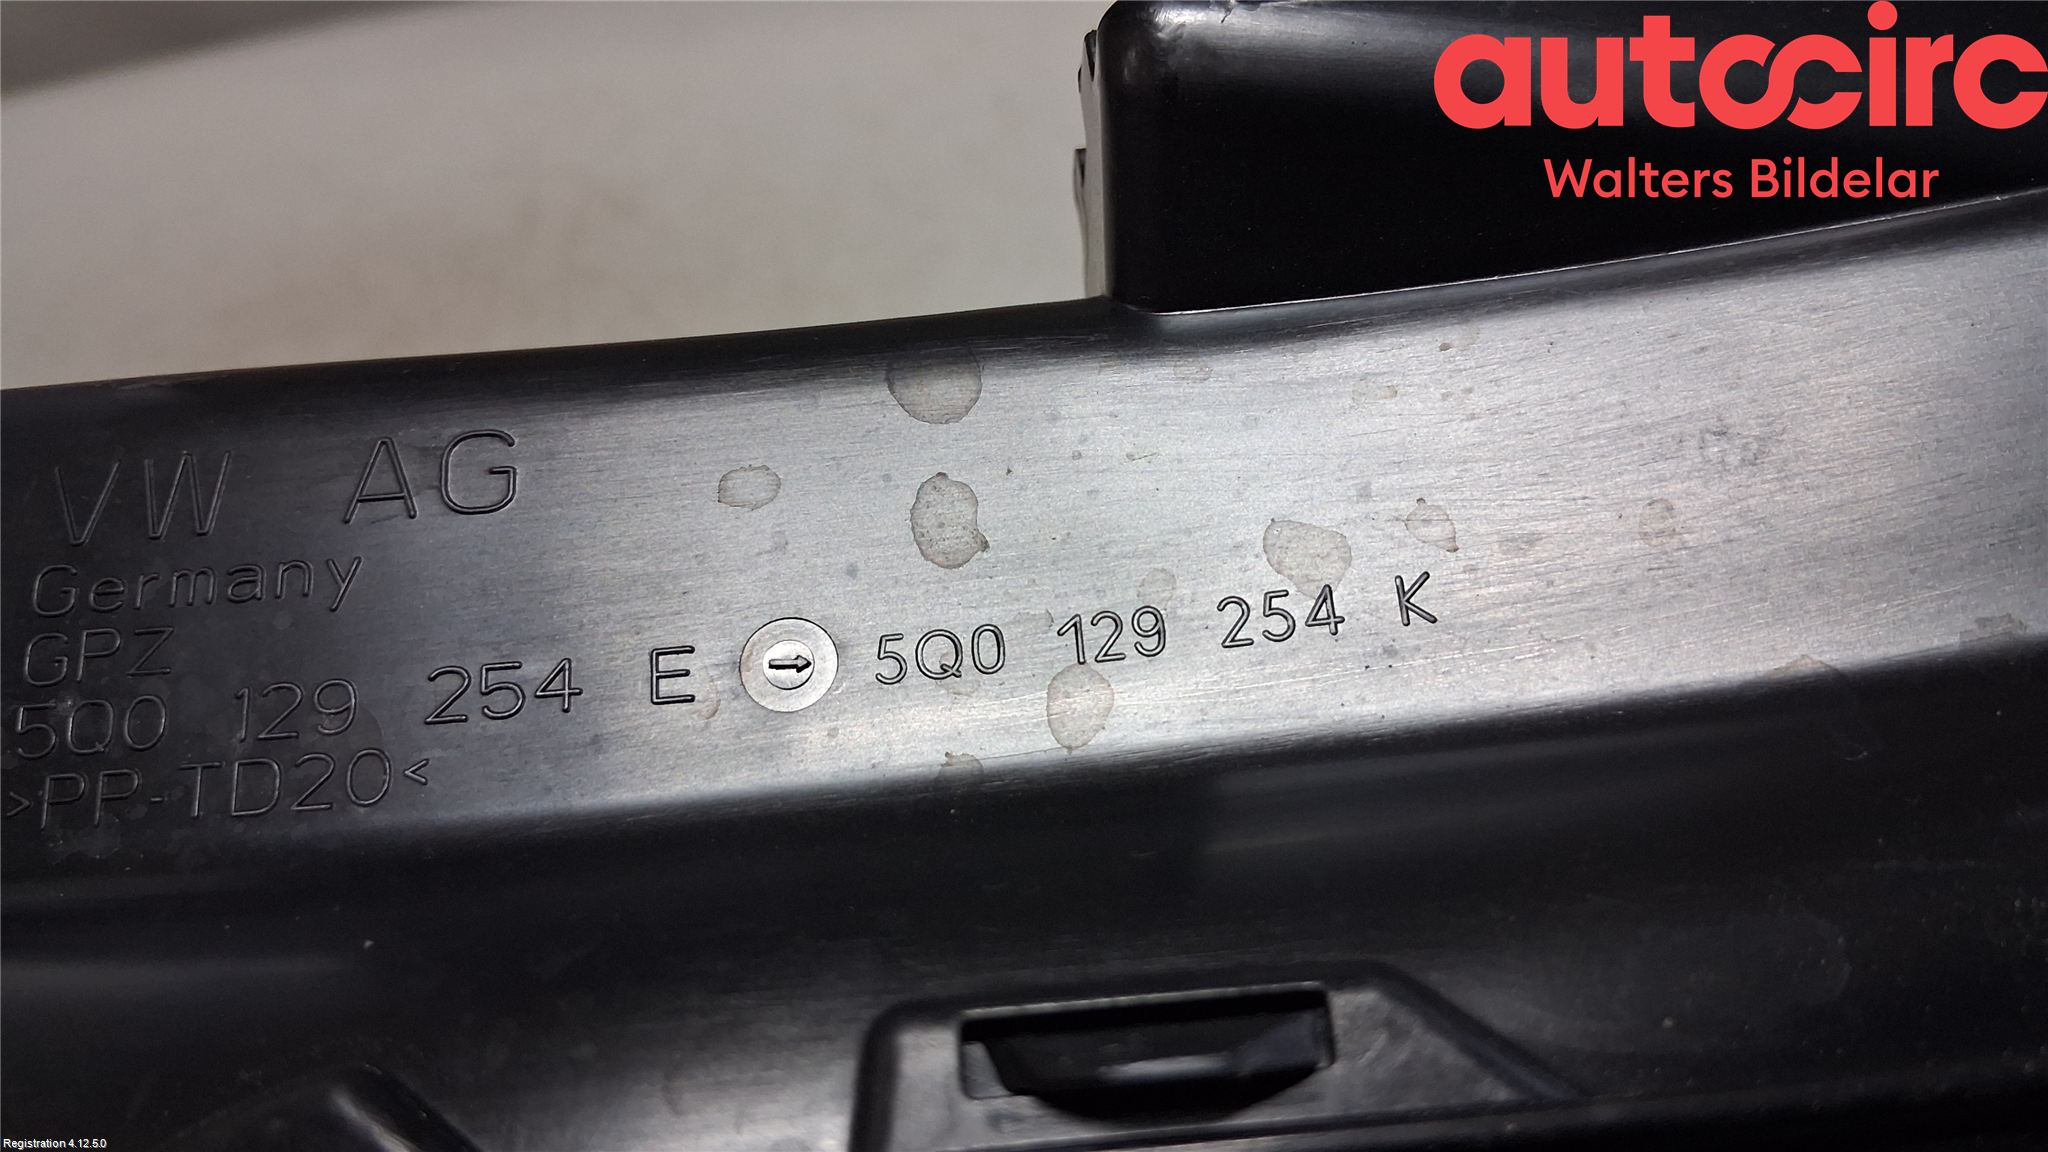 autocirc
Walters Bildelar
VW AG
Germany
GPZ
5Q0 129 254 E 5Q0 129 254 K
>PP-TD20<
Registration 4.12.5.0